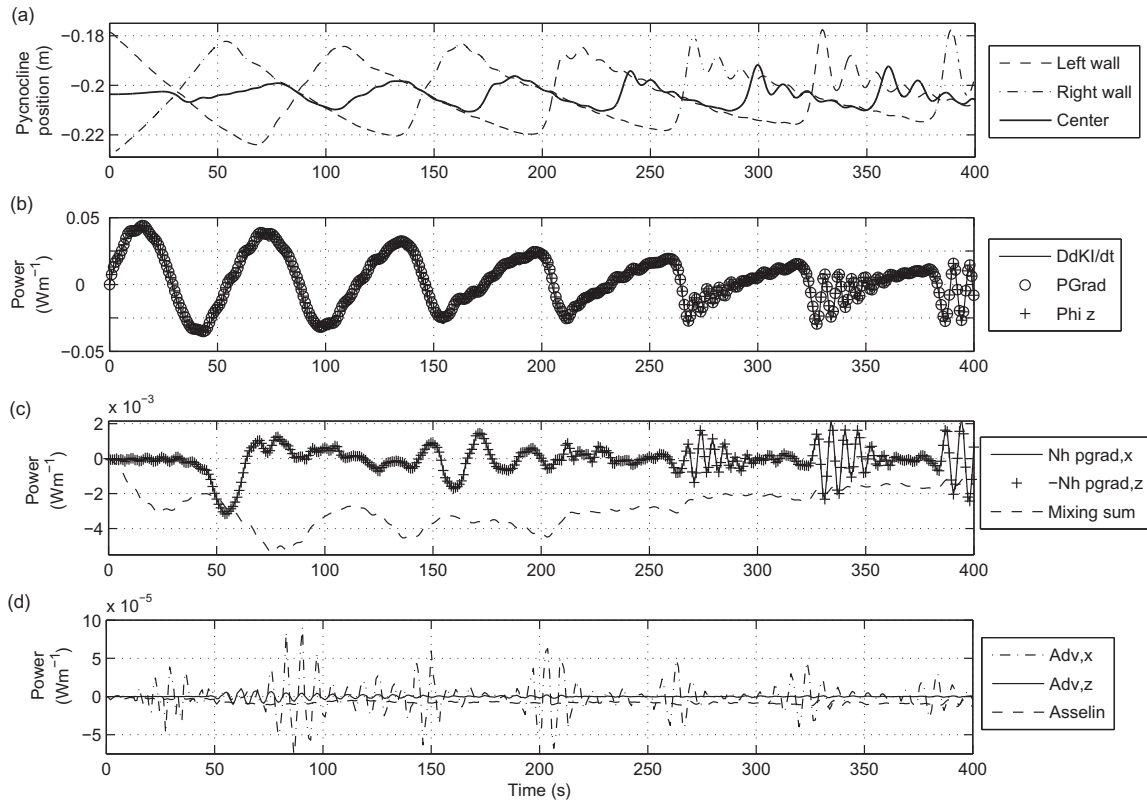 (a)
−0.18
−0.2
−0.22
Pycnocline
position (m)
0 50 100 150 200 250 300 350 400
Left wall
Right wall
Center
(b)
0.05
0
−0.05
Power
(Wm−1)
0 50 100 150 200 250 300 350 400
DdKI/dt
PGrad
Phi z
(c)
x 10−3
2
0
−2
−4
Power
(Wm−1)
0 50 100 150 200 250 300 350 400
Nh pgrad,x
−Nh pgrad,z
Mixing sum
(d)
x 10−5
10
5
0
−5
Power
(Wm−1)
0 50 100 150 200 250 300 350 400
Time (s)
Adv,x
Adv,z
Asselin